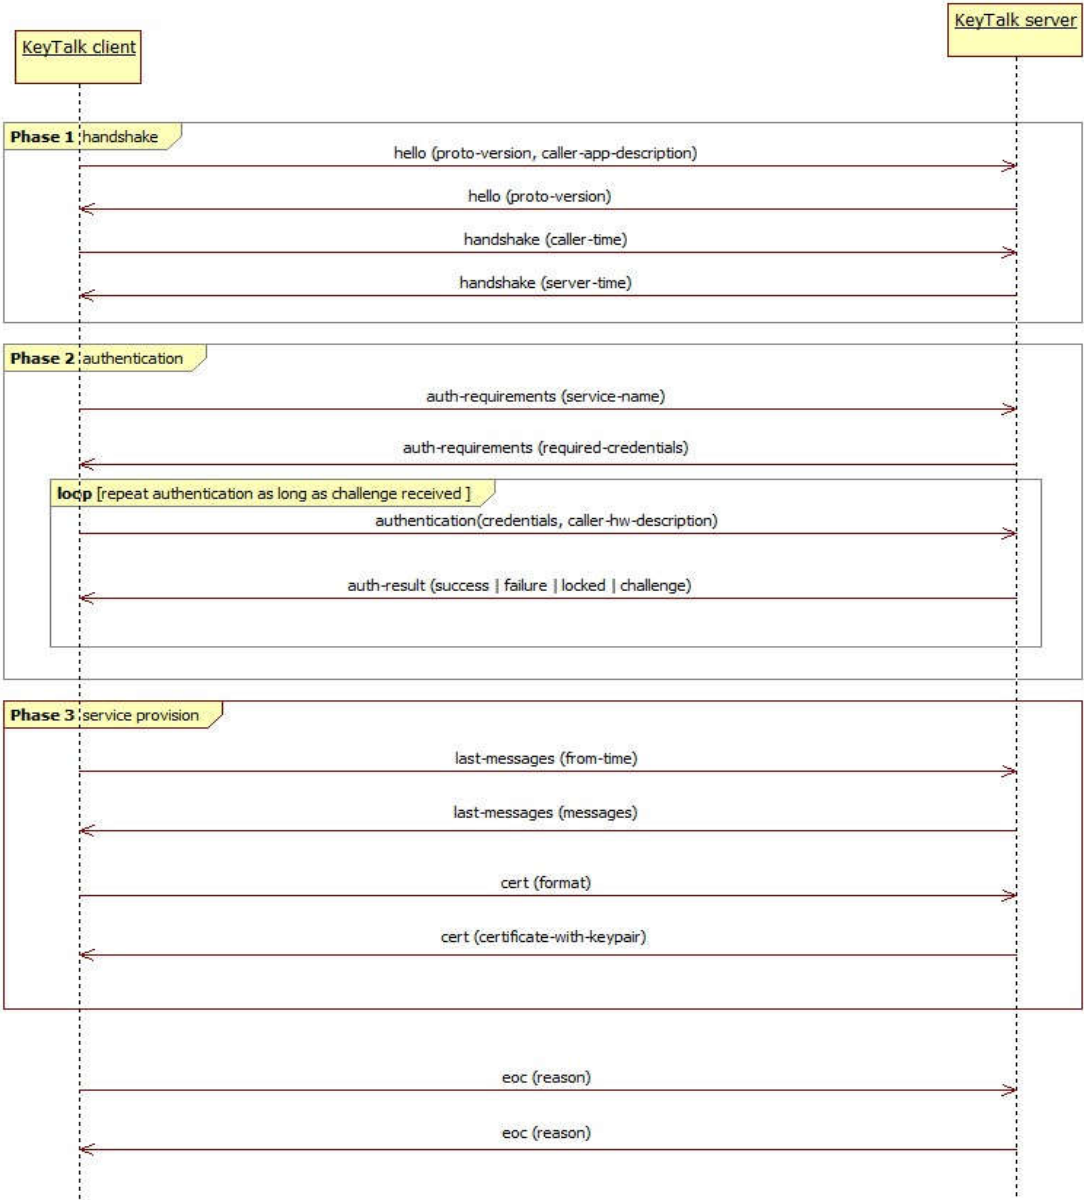 KeyTalk server
KeyTalk client
Phase 1 handshake
hello (proto-version, caller-app-description)
hello (proto-version)
handshake (caller-time)
handshake (server-time)
Phase 2 authentication
auth-requirements (service-name)
auth-requirements (required-credentials)
loop [repeat authentication as long as challenge received ]
authentication(credentials, caller-hw-description)
auth-result (success | failure | locked | challenge)
Phase 3 service provision
last-messages (from-time)
last-messages (messages)
cert (format)
cert (certificate-with-keypair)
eoc (reason)
eoc (reason)